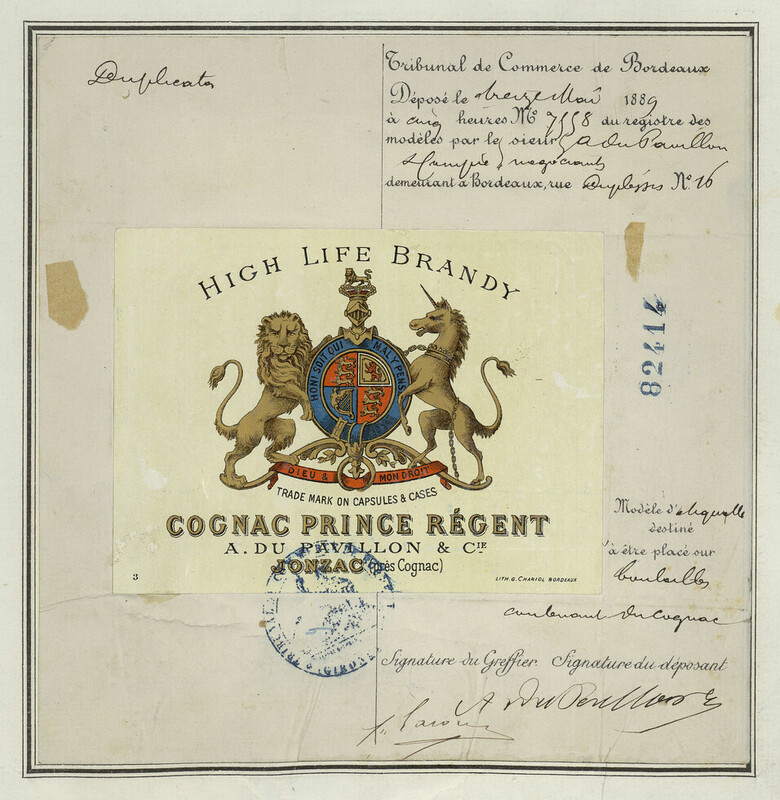 Duplicata
Tribunal de Commerce de Bordeaux
Déposé le treize Mai 1889
à cinq heures No 7558 du registre des
modèles par le sieur A du Pavillon
& Compie, négociants
demeurant à Bordeaux, rue Duplessis No. 16
HIGH LIFE BRANDY
HONI SOIT QUI MAL Y PENS
DIEU & MON DROIT
TRADE MARK ON CAPSULES & CASES
COGNAC PRINCE RÉGENT
A. DU PAVILLON & CIE
JONZAC (près Cognac)
3
LITH. G. CHARIOL BORDEAUX
82414
Modèle d'étiquette
destiné
à être placé sur
bouteilles
contenant du cognac
Signature du Greffier. Signature du déposant
A du Pavillon